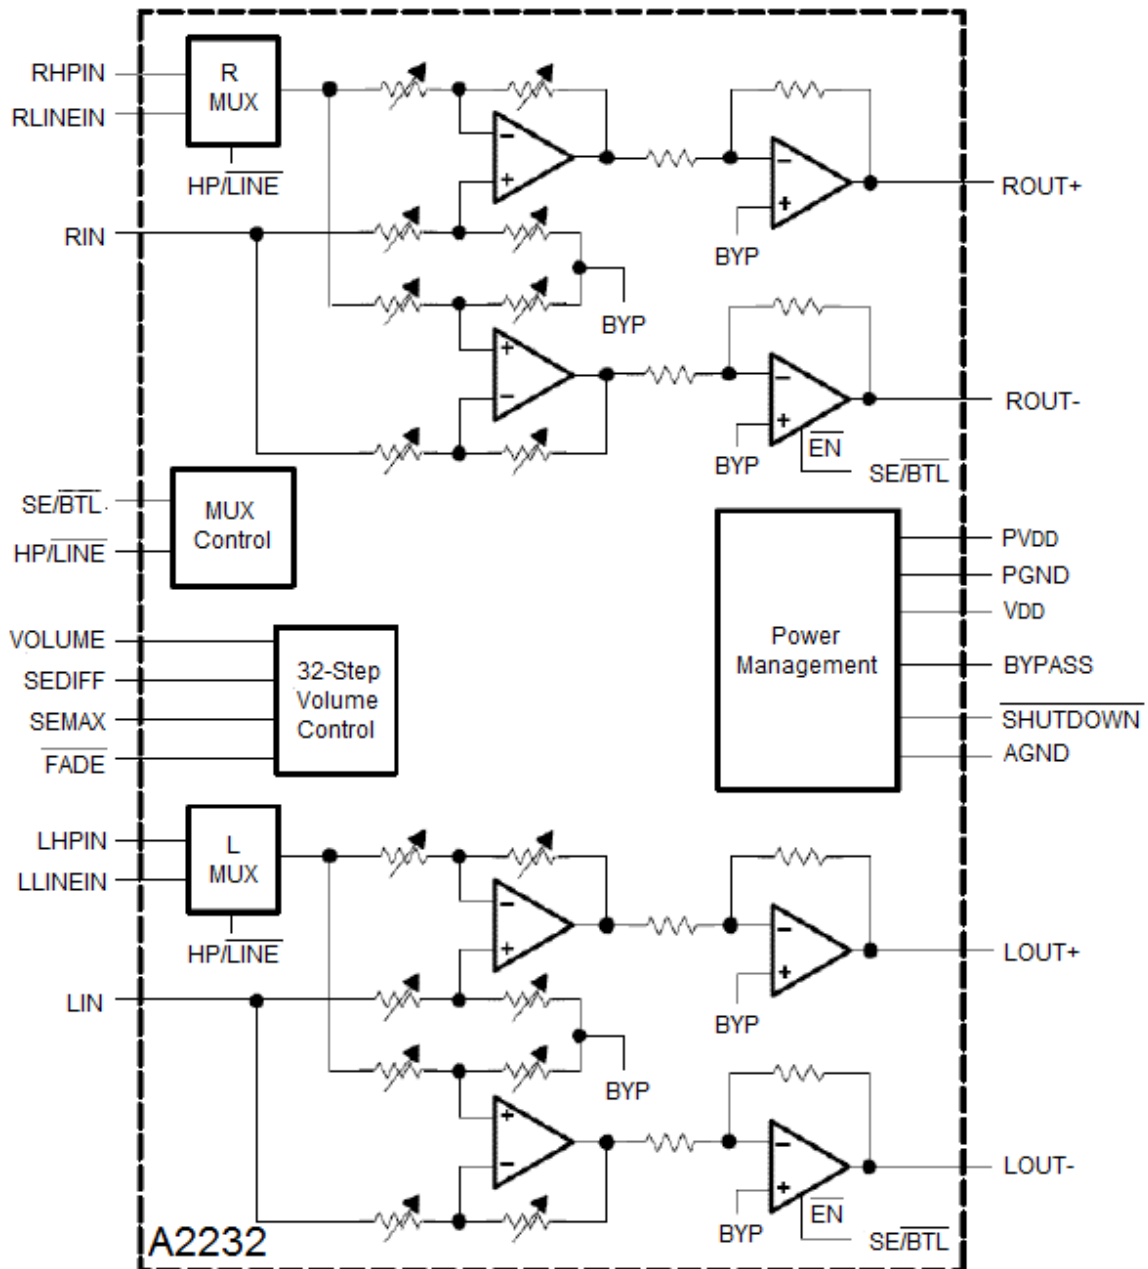 RHPIN
RLINEIN
R
MUX
HP/LINE
RIN
-
+
BYP
+
-
-
+
BYP
ROUT+
-
+
BYP
EN
SE/BTL
ROUT-
SE/BTL
HP/LINE
MUX
Control
VOLUME
SEDIFF
SEMAX
FADE
32-Step
Volume
Control
Power
Management
PVDD
PGND
VDD
BYPASS
SHUTDOWN
AGND
LHPIN
LLINEIN
L
MUX
HP/LINE
LIN
-
+
BYP
+
-
-
+
BYP
LOUT+
-
+
BYP
EN
SE/BTL
LOUT-
A2232